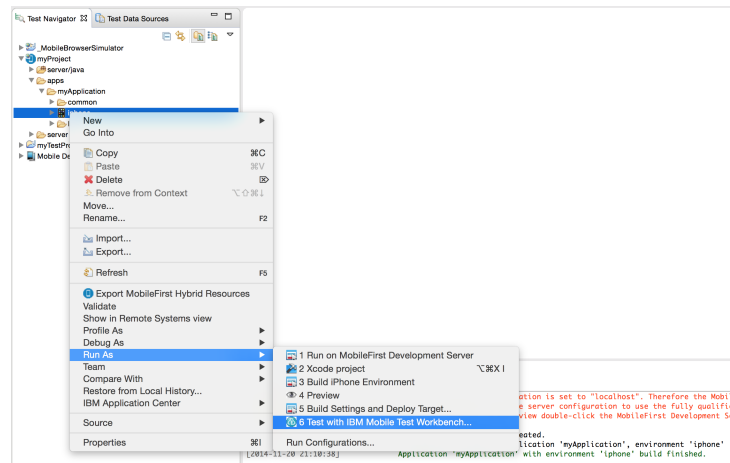 Test Navigator
Test Data Sources
_MobileBrowserSimulator
myProject
server/java
apps
myApplication
common
iphone
server
myTestPro
Mobile De
New
Go Into
Copy ⌘C
Paste ⌘V
Delete ⌦
Remove from Context ⌥⇧⌘↓
Move...
Rename... F2
Import...
Export...
Refresh F5
Export MobileFirst Hybrid Resources
Validate
Show in Remote Systems view
Profile As
Debug As
Run As
Team
Compare With
Restore from Local History...
IBM Application Center
Source
Properties ⌘I
1 Run on MobileFirst Development Server
2 Xcode project ⌥⌘X I
3 Build iPhone Environment
4 Preview
5 Build Settings and Deploy Target...
6 Test with IBM Mobile Test Workbench...
Run Configurations...
ation is set to "localhost". Therefore the Mobi
e server configuration to use the fully qualifi
view double-click the MobileFirst Development S
eated.
lication 'myApplication', environment 'iphone'
[2014-11-20 21:10:38] Application 'myApplication' with environment 'iphone' build finished.